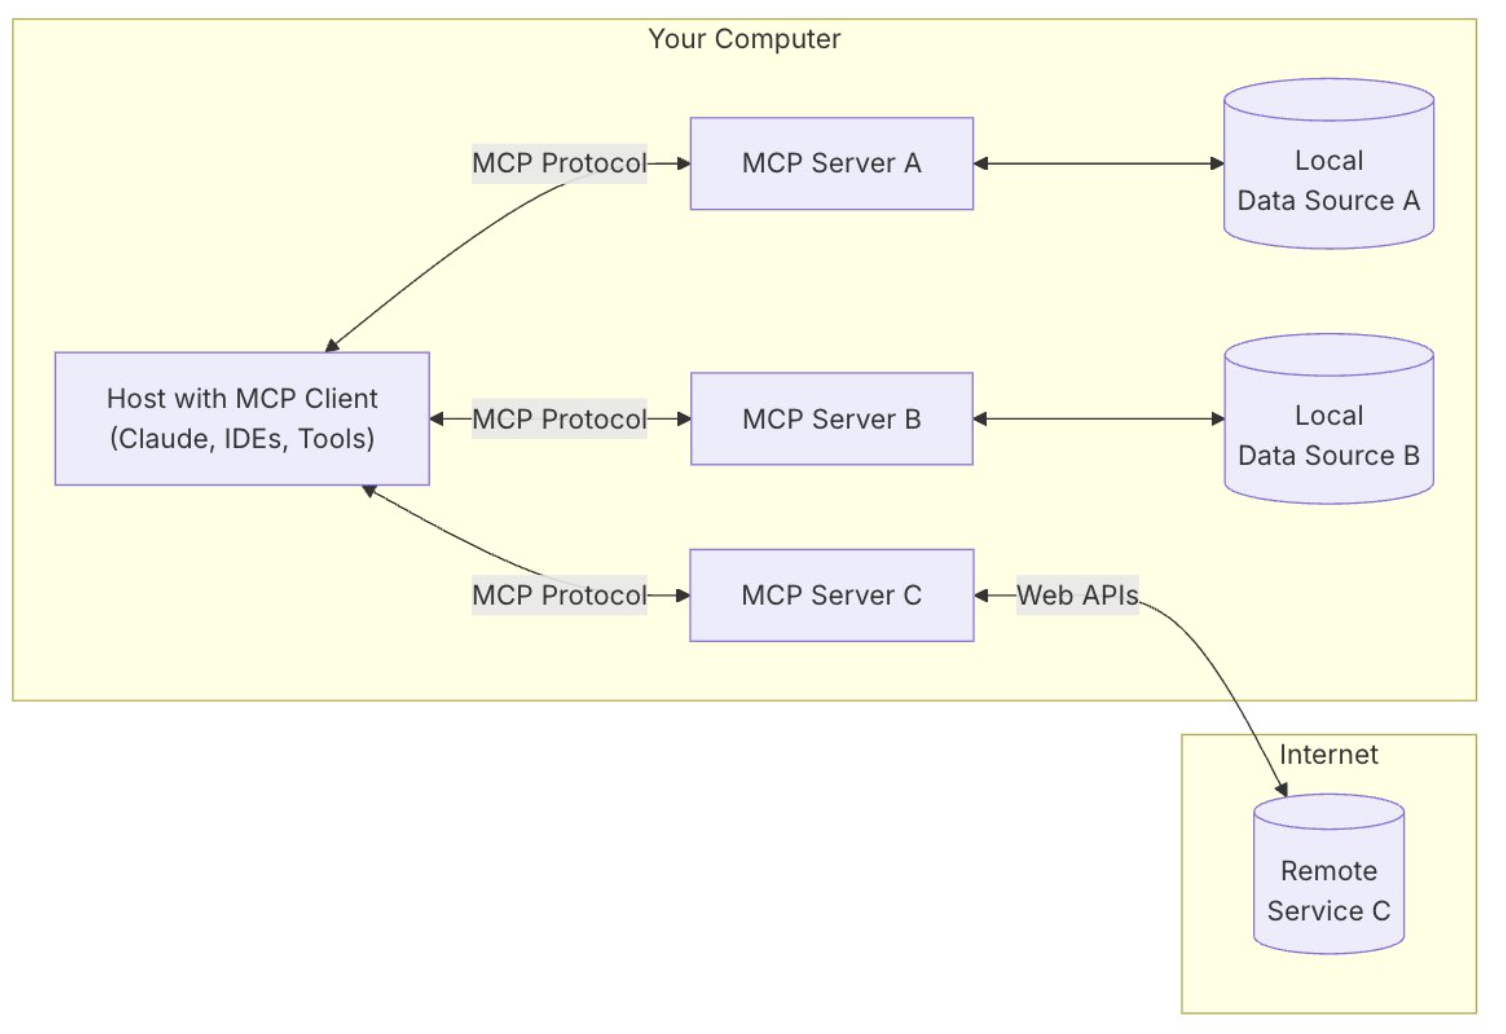 Your Computer
MCP Protocol
MCP Server A
Local
Data Source A
Host with MCP Client
(Claude, IDEs, Tools)
MCP Protocol
MCP Server B
Local
Data Source B
MCP Protocol
MCP Server C
Web APIs
Internet
Remote
Service C